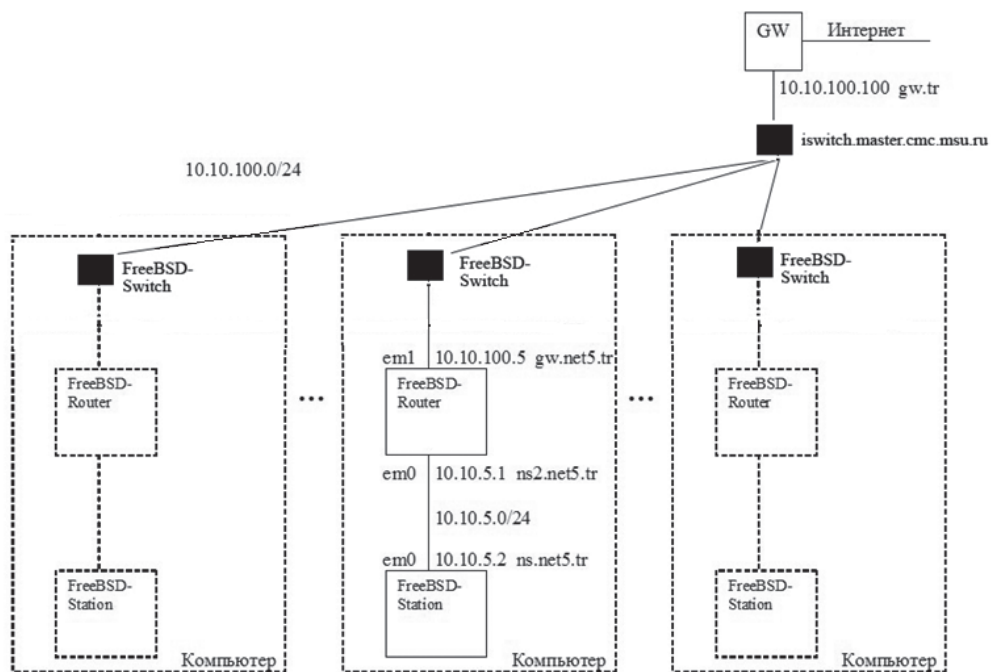 GW
Интернет
10.10.100.100 gw.tr
iswitch.master.cmc.msu.ru
10.10.100.0/24
FreeBSD-
Switch
FreeBSD-
Switch
FreeBSD-
Switch
em1 10.10.100.5 gw.net5.tr
FreeBSD-
Router
...
FreeBSD-
Router
...
FreeBSD-
Router
em0 10.10.5.1 ns2.net5.tr
10.10.5.0/24
em0 10.10.5.2 ns.net5.tr
FreeBSD-
Station
FreeBSD-
Station
FreeBSD-
Station
Компьютер
Компьютер
Компьютер